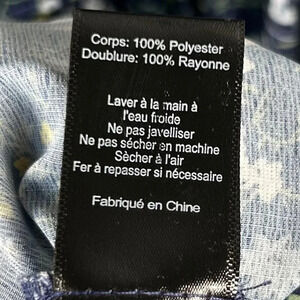 Corps: 100% Polyester
Doublure: 100% Rayonne
Laver à la main à
l'eau froide
Ne pas javelliser
Ne pas sécher en machine
Sècher à l'air
Fer à repasser si nécessaire
Fabriqué en Chine